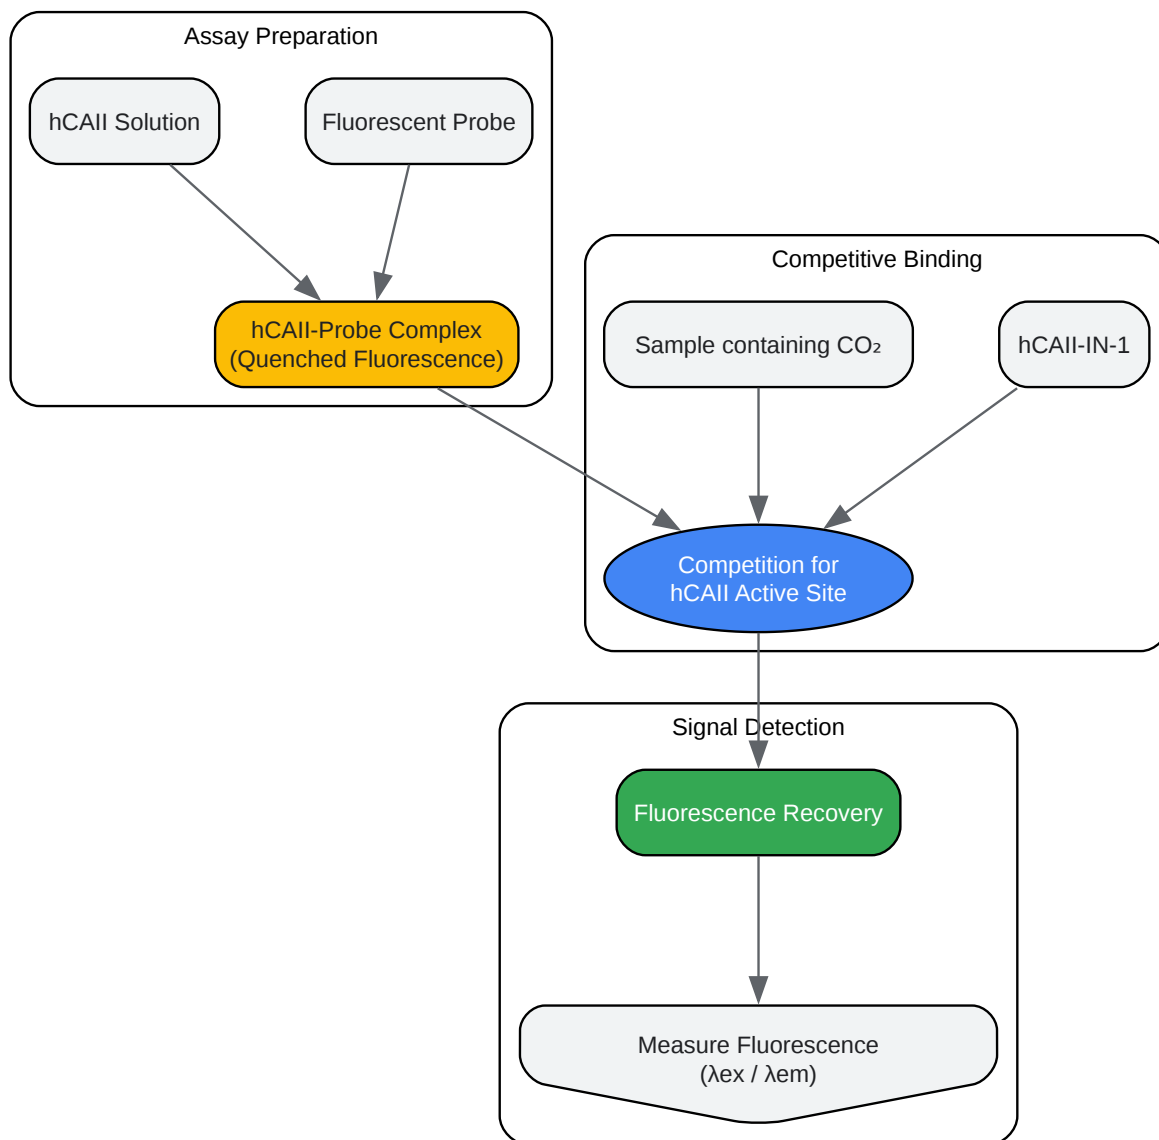 Assay Preparation
hCAII Solution
Fluorescent Probe
hCAII-Probe Complex
(Quenched Fluorescence)
Competitive Binding
Sample containing CO₂
hCAII-IN-1
Competition for
hCAII Active Site
Signal Detection
Fluorescence Recovery
Measure Fluorescence
(λex / λem)